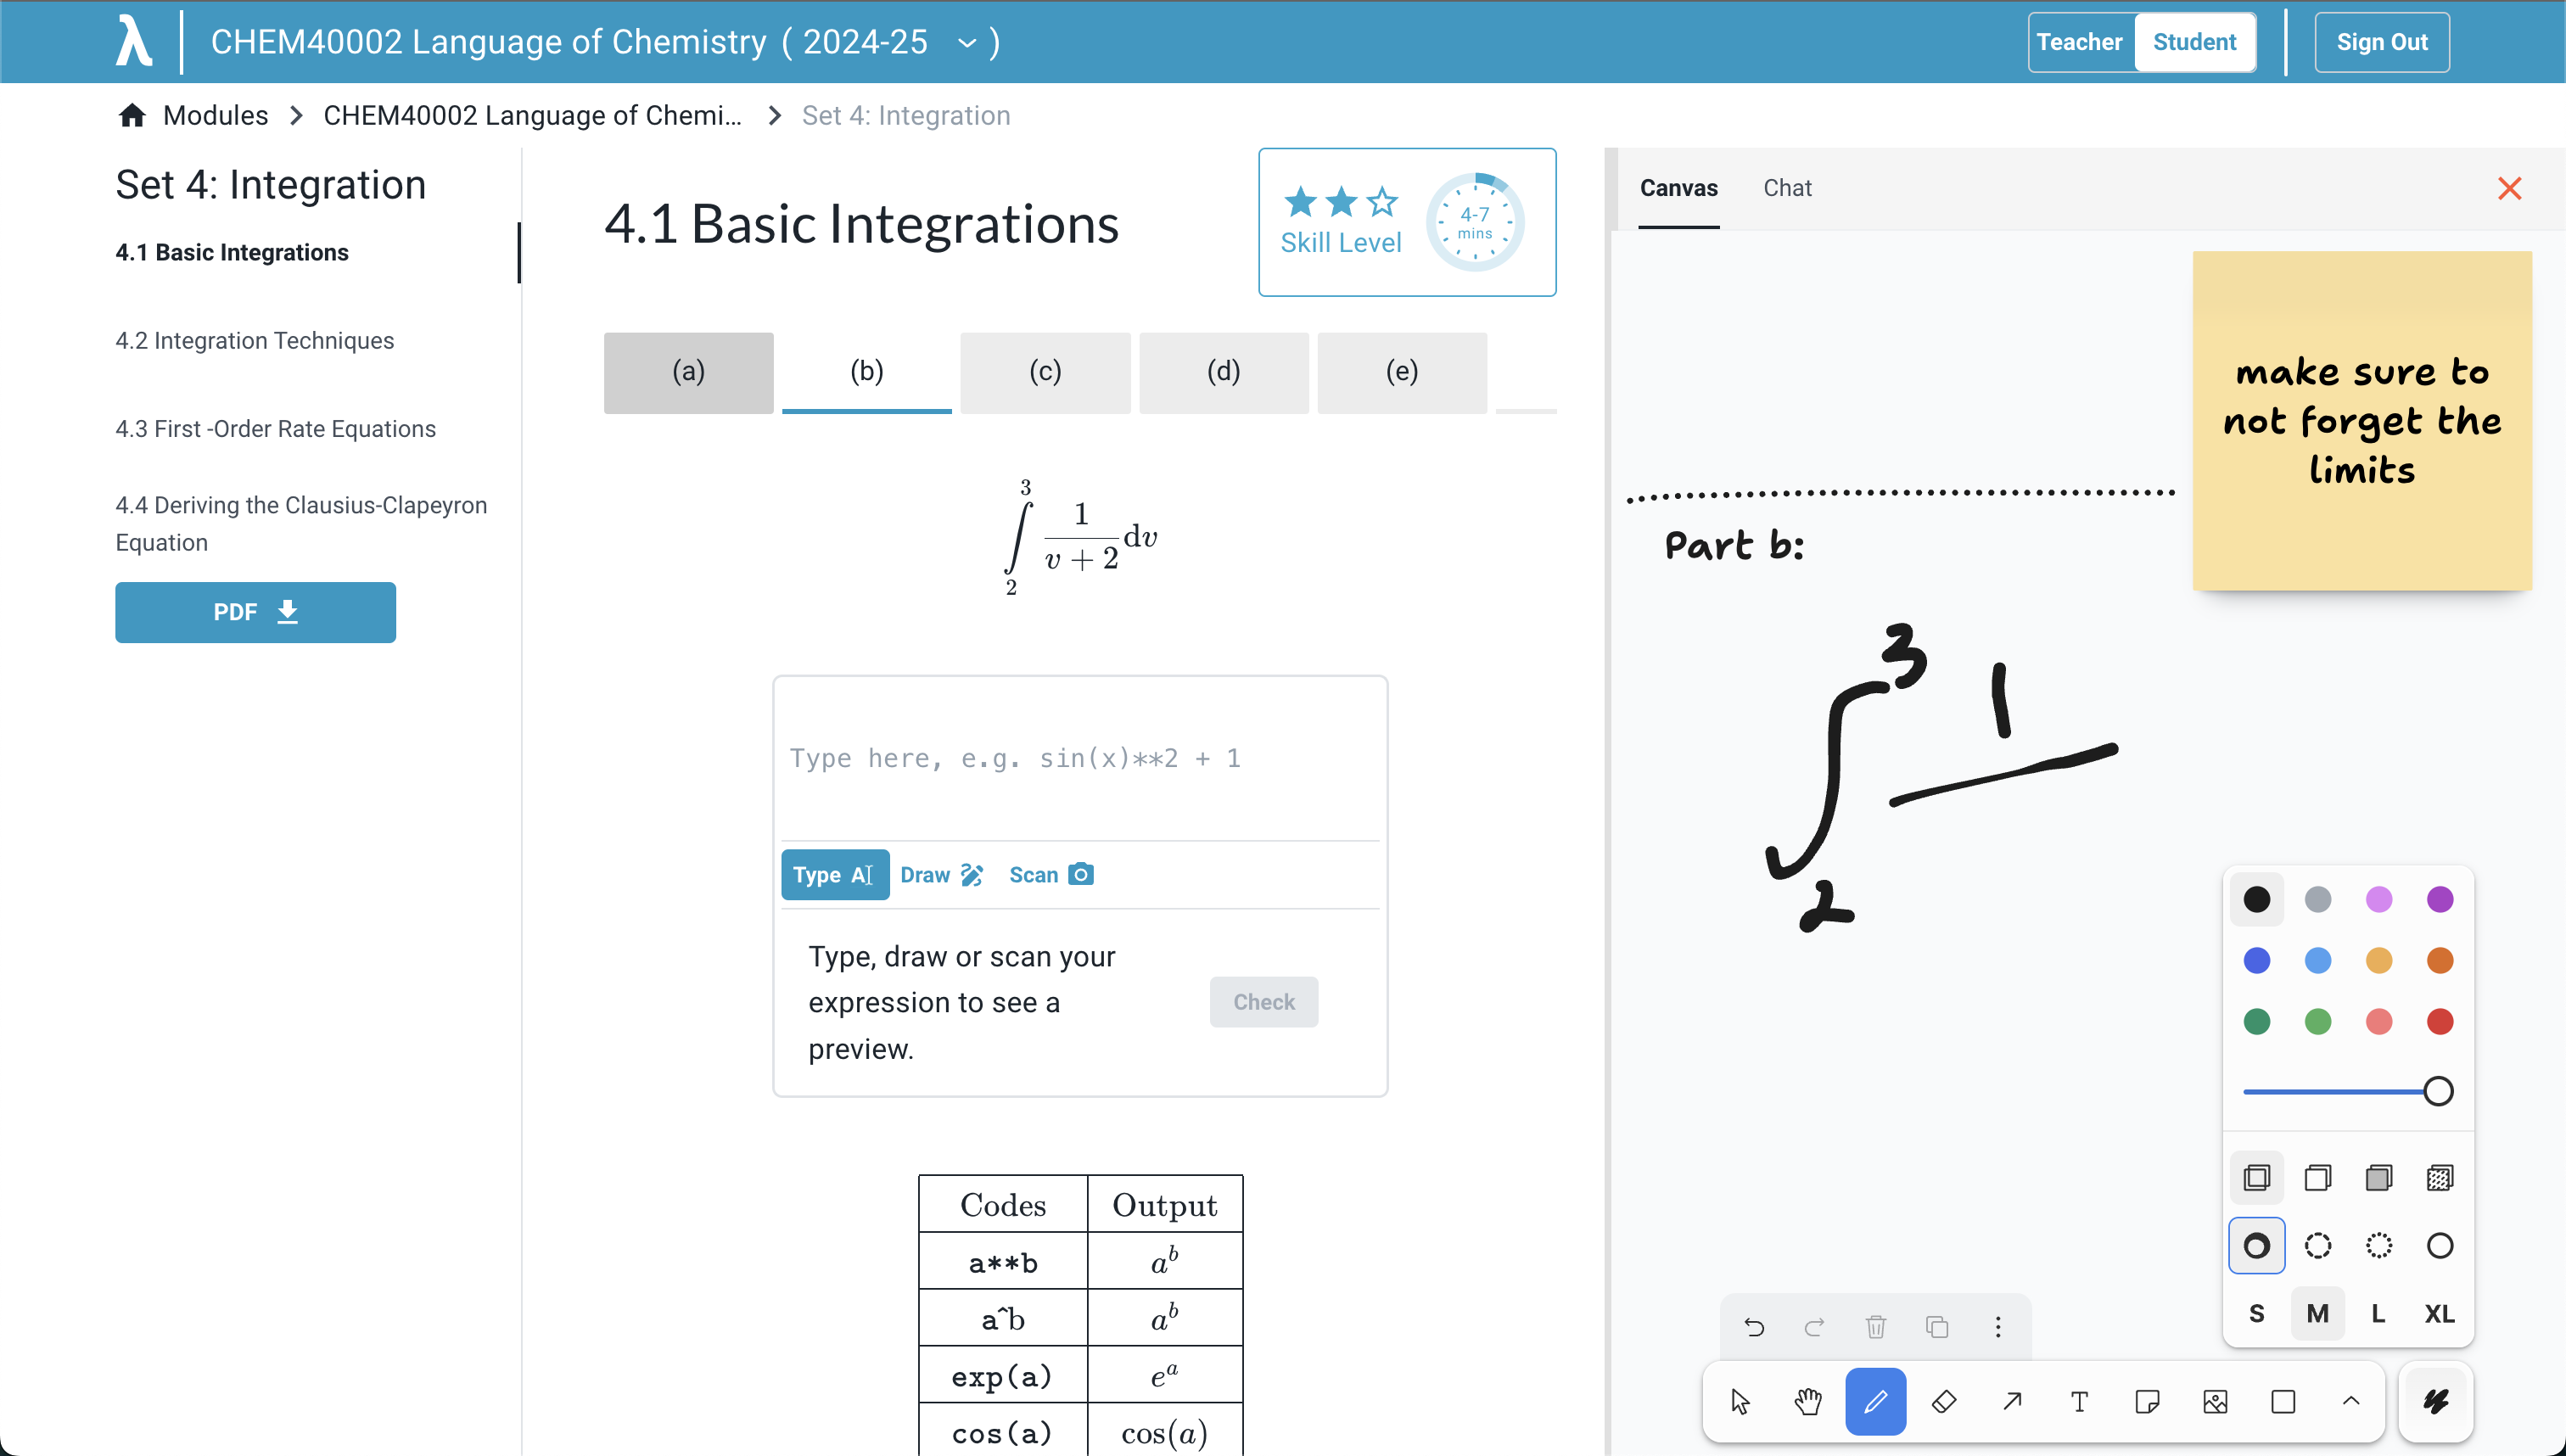 λ CHEM40002 Language of Chemistry ( 2024-25 )
Teacher Student Sign Out
Modules > CHEM40002 Language of Chemi... > Set 4: Integration
Set 4: Integration
4.1 Basic Integrations
4.2 Integration Techniques
4.3 First -Order Rate Equations
4.4 Deriving the Clausius-Clapeyron
Equation
PDF
4.1 Basic Integrations
Skill Level
4-7
mins
(a) (b) (c) (d) (e)
3
∫ 1
v + 2 dv
2
Type here, e.g. sin(x)**2 + 1
Type Draw Scan
Type, draw or scan your
expression to see a
preview.
Check
Codes Output
a**b a^b
a^b a^b
exp(a) e^a
cos(a) cos(a)
Canvas Chat
make sure to
not forget the
limits
Part b:
3
∫ 1
2
S M L XL
T